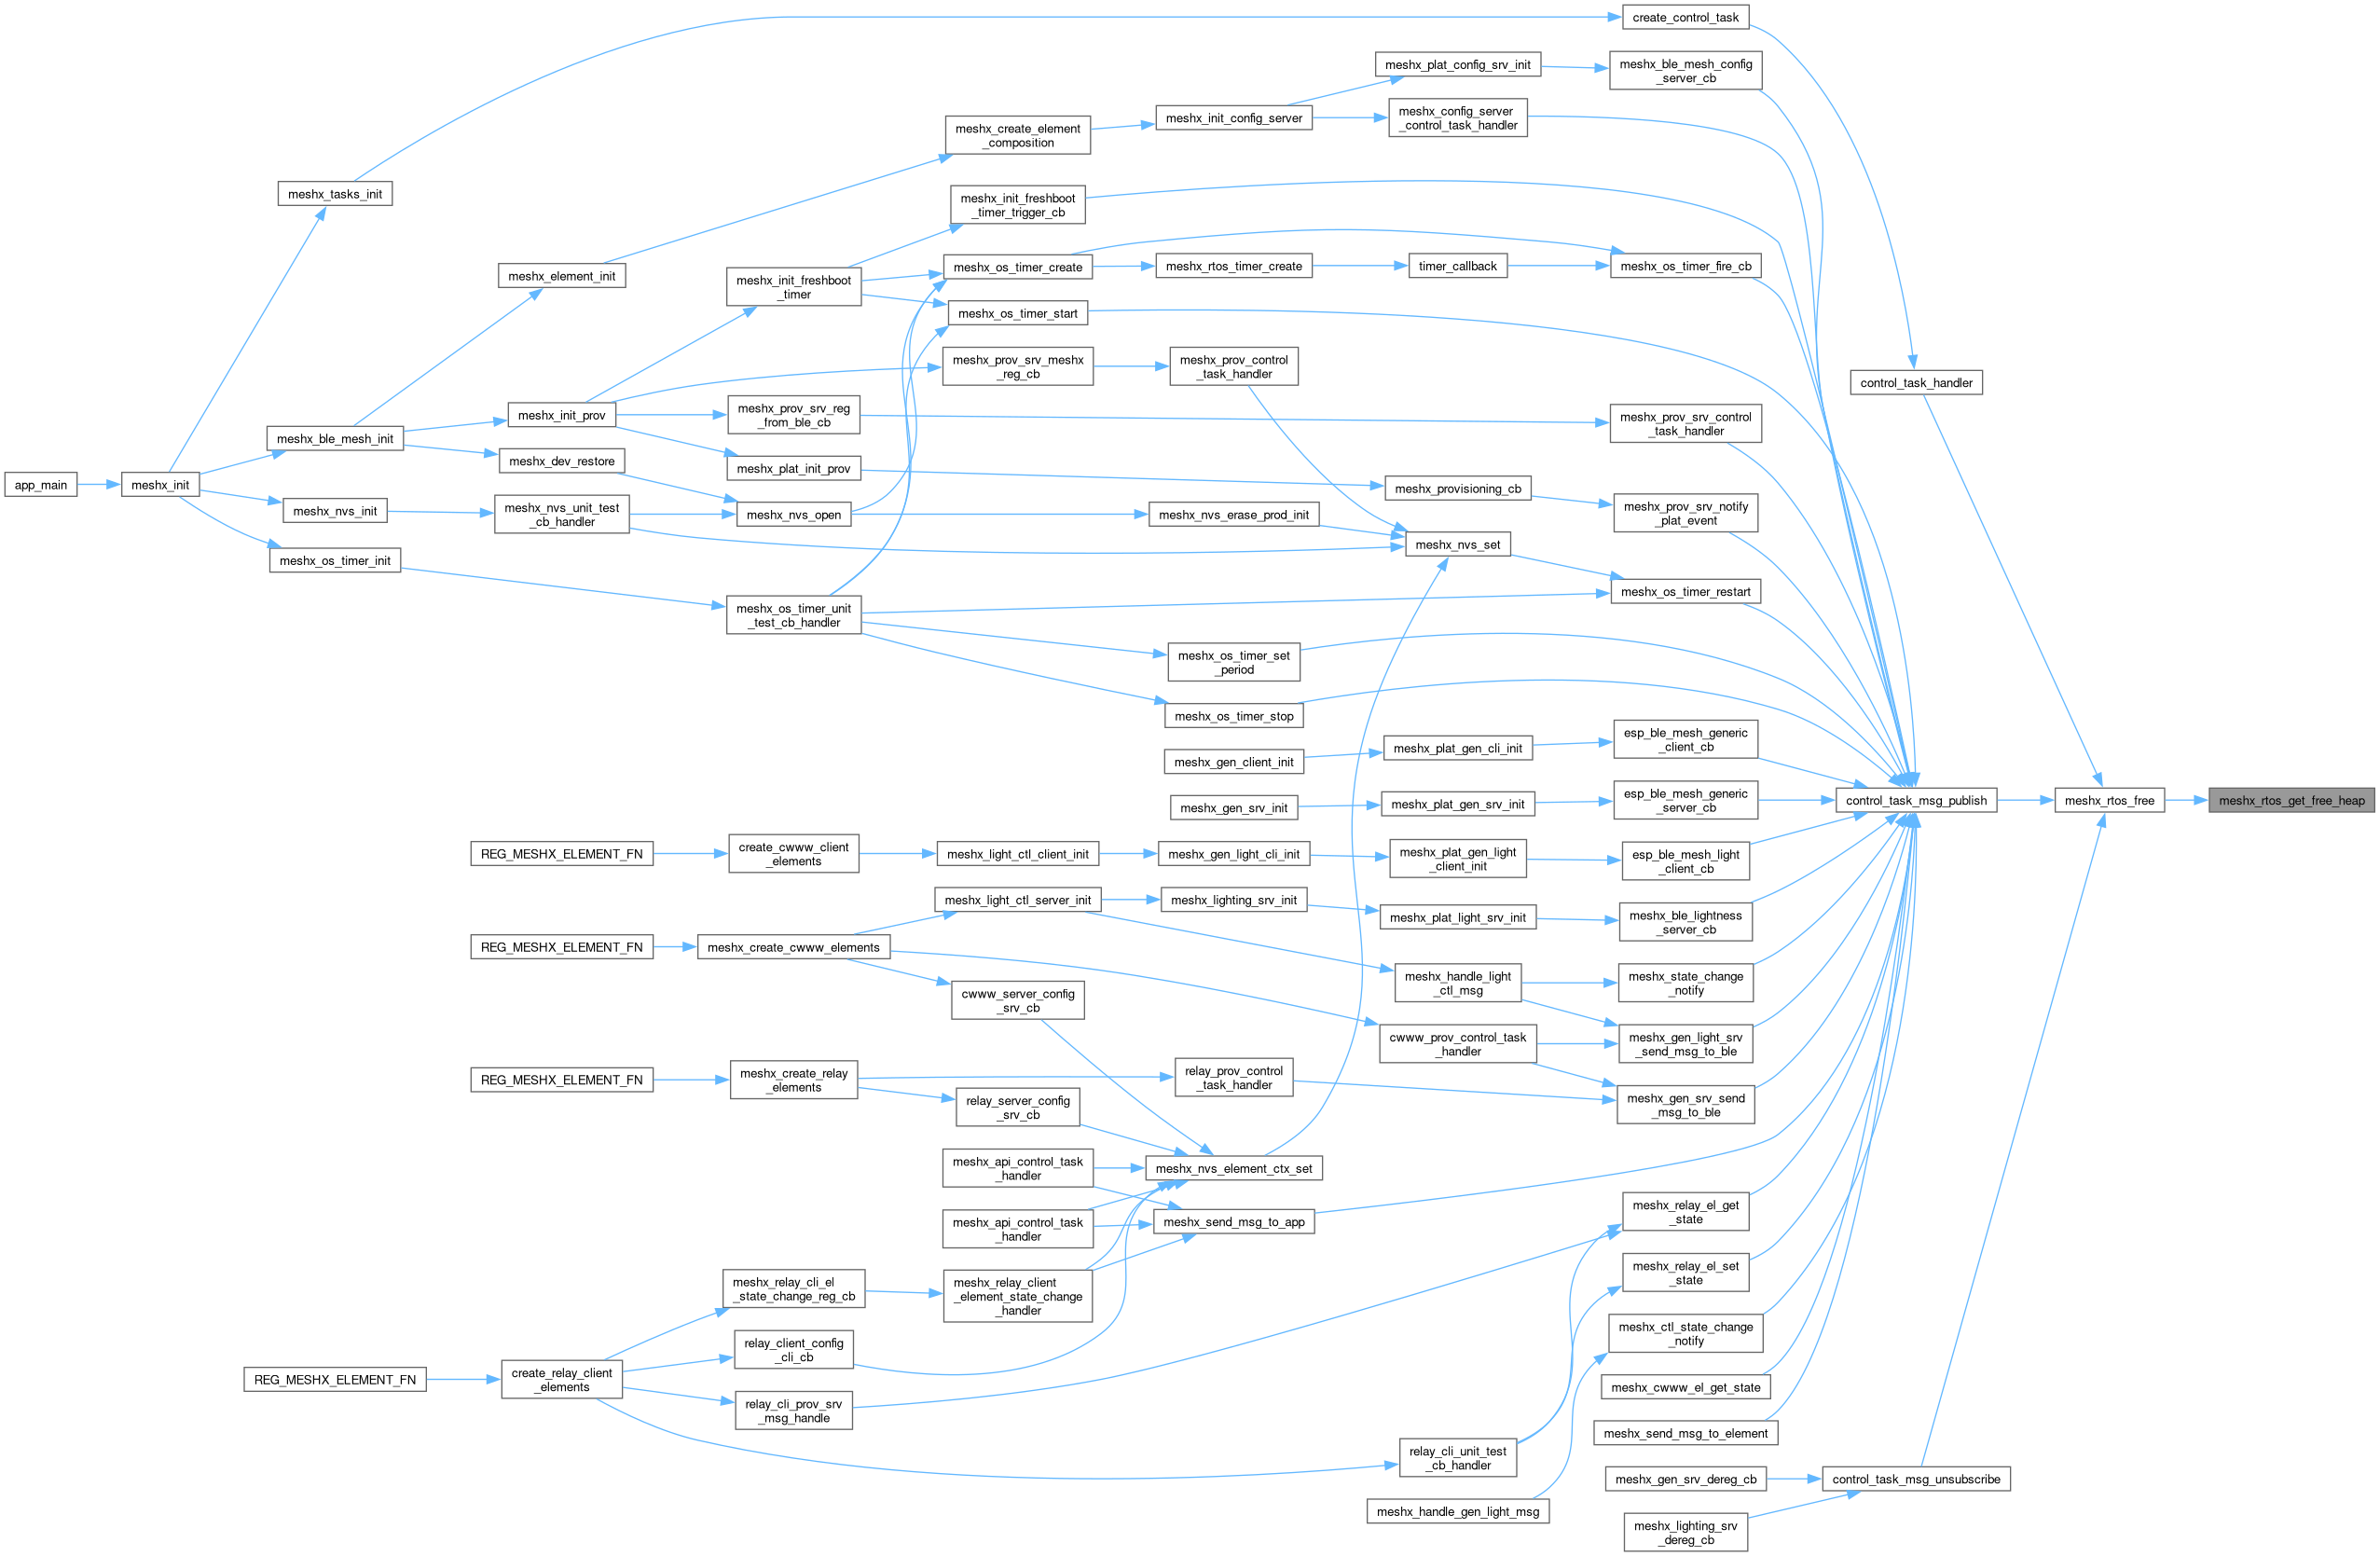 create_control_task
meshx_ble_mesh_config
_server_cb
meshx_plat_config_srv_init
meshx_init_config_server
meshx_config_server
_control_task_handler
meshx_create_element
_composition
meshx_tasks_init
meshx_init_freshboot
_timer_trigger_cb
meshx_element_init
meshx_init_freshboot
_timer
meshx_os_timer_create
meshx_rtos_timer_create
timer_callback
meshx_os_timer_fire_cb
meshx_os_timer_start
meshx_prov_srv_meshx
_reg_cb
meshx_prov_control
_task_handler
control_task_handler
meshx_init_prov
meshx_prov_srv_reg
_from_ble_cb
meshx_prov_srv_control
_task_handler
meshx_ble_mesh_init
meshx_dev_restore
meshx_plat_init_prov
app_main
meshx_init
meshx_provisioning_cb
meshx_nvs_init
meshx_nvs_unit_test
_cb_handler
meshx_nvs_open
meshx_nvs_erase_prod_init
meshx_prov_srv_notify
_plat_event
meshx_nvs_set
meshx_os_timer_init
meshx_os_timer_restart
meshx_os_timer_unit
_test_cb_handler
meshx_os_timer_set
_period
meshx_os_timer_stop
meshx_gen_client_init
meshx_plat_gen_cli_init
esp_ble_mesh_generic
_client_cb
meshx_gen_srv_init
meshx_plat_gen_srv_init
esp_ble_mesh_generic
_server_cb
control_task_msg_publish
meshx_rtos_free
meshx_rtos_get_free_heap
REG_MESHX_ELEMENT_FN
create_cwww_client
_elements
meshx_light_ctl_client_init
meshx_gen_light_cli_init
meshx_plat_gen_light
_client_init
esp_ble_mesh_light
_client_cb
meshx_light_ctl_server_init
meshx_lighting_srv_init
meshx_plat_light_srv_init
meshx_ble_lightness
_server_cb
REG_MESHX_ELEMENT_FN
meshx_create_cwww_elements
cwww_server_config
_srv_cb
meshx_handle_light
_ctl_msg
meshx_state_change
_notify
cwww_prov_control_task
_handler
meshx_gen_light_srv
_send_msg_to_ble
REG_MESHX_ELEMENT_FN
meshx_create_relay
_elements
relay_prov_control
_task_handler
relay_server_config
_srv_cb
meshx_gen_srv_send
_msg_to_ble
meshx_api_control_task
_handler
meshx_nvs_element_ctx_set
meshx_api_control_task
_handler
meshx_send_msg_to_app
meshx_relay_el_get
_state
meshx_relay_el_set
_state
meshx_relay_cli_el
_state_change_reg_cb
meshx_relay_client
_element_state_change
_handler
meshx_ctl_state_change
_notify
relay_client_config
_cli_cb
REG_MESHX_ELEMENT_FN
create_relay_client
_elements
meshx_cwww_el_get_state
relay_cli_prov_srv
_msg_handle
meshx_send_msg_to_element
relay_cli_unit_test
_cb_handler
meshx_gen_srv_dereg_cb
control_task_msg_unsubscribe
meshx_handle_gen_light_msg
meshx_lighting_srv
_dereg_cb